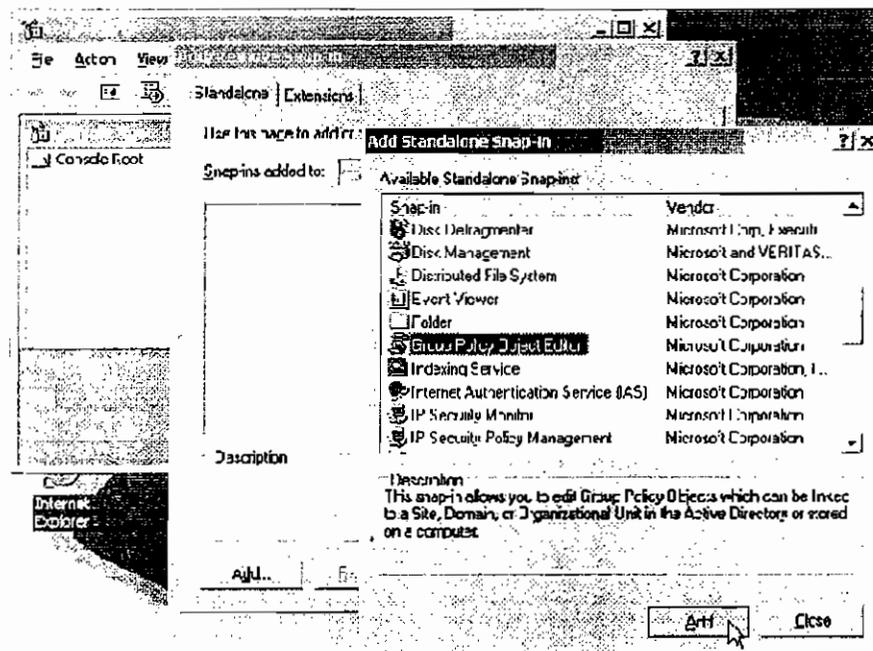 File Action View
Standalone Extensions
Use this page to add or
Console Root
Snap-ins added to:
Add Standalone Snap-in
Available Standalone Snap-ins:
Snap-in Vendor
Disk Defragmenter Microsoft Corp, Executi
Disk Management Microsoft and VERITAS...
Distributed File System Microsoft Corporation
Event Viewer Microsoft Corporation
Folder Microsoft Corporation
Group Policy Object Editor Microsoft Corporation
Indexing Service Microsoft Corporation, I...
Internet Authentication Service (IAS) Microsoft Corporation
IP Security Monitor Microsoft Corporation
IP Security Policy Management Microsoft Corporation
Description
Description
This snap-in allows you to edit Group Policy Objects which can be linked
to a Site, Domain, or Organizational Unit in the Active Directory or stored
on a computer.
Internet
Explorer
Add...
Add Close